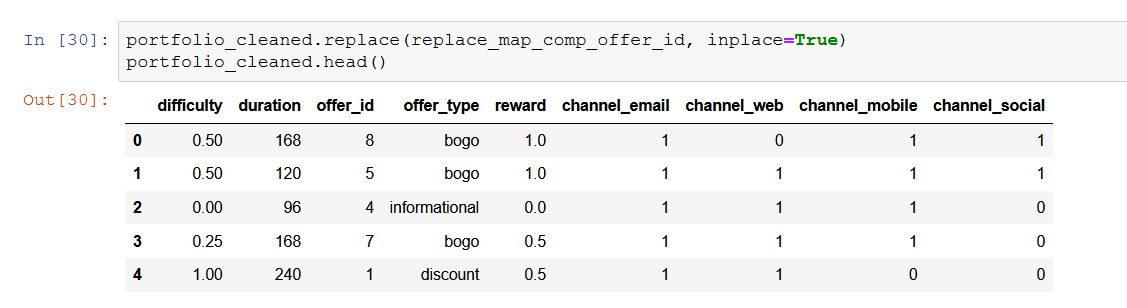 In [30]: portfolio_cleaned.replace(replace_map_comp_offer_id, inplace=True)
portfolio_cleaned.head()
Out[30]:
difficulty duration offer_id offer_type reward channel_email channel_web channel_mobile channel_social
0 0.50 168 8 bogo 1.0 1 0 1 1
1 0.50 120 5 bogo 1.0 1 1 1 1
2 0.00 96 4 informational 0.0 1 1 1 0
3 0.25 168 7 bogo 0.5 1 1 1 0
4 1.00 240 1 discount 0.5 1 1 0 0